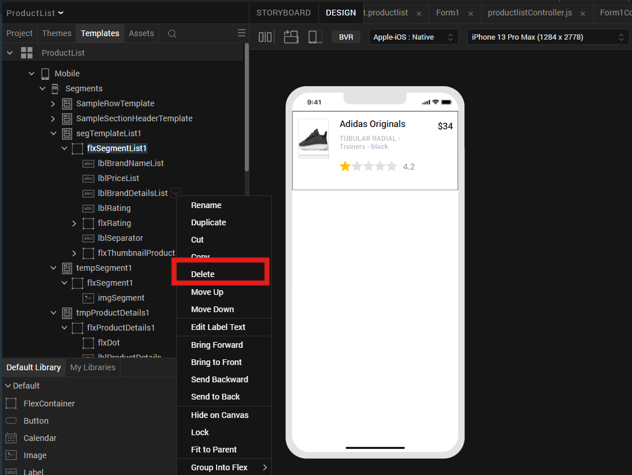 ProductList
STORYBOARD
DESIGN
t.productlist
Form1
productlistController.js
Form1Co
Project
Themes
Templates
Assets
BVR
Apple-iOS : Native
iPhone 13 Pro Max (1284 x 2778)
ProductList
Mobile
Segments
SampleRowTemplate
SampleSectionHeaderTemplate
segTemplateList1
flxSegmentList1
lblBrandNameList
lblPriceList
lblBrandDetailsList
lblRating
flxRating
lblSeparator
flxThumbnailProduct
tempSegment1
flxSegment1
imgSegment
tmpProductDetails1
flxProductDetails1
flxDot
lblProductDetails
Default Library
My Libraries
Default
FlexContainer
Button
Calendar
Image
Label
Rename
Duplicate
Cut
Copy
Delete
Move Up
Move Down
Edit Label Text
Bring Forward
Bring to Front
Send Backward
Send to Back
Hide on Canvas
Lock
Fit to Parent
Group Into Flex
9:41
Adidas Originals
$34
TUBULAR RADIAL -
Trainers - black
4.2